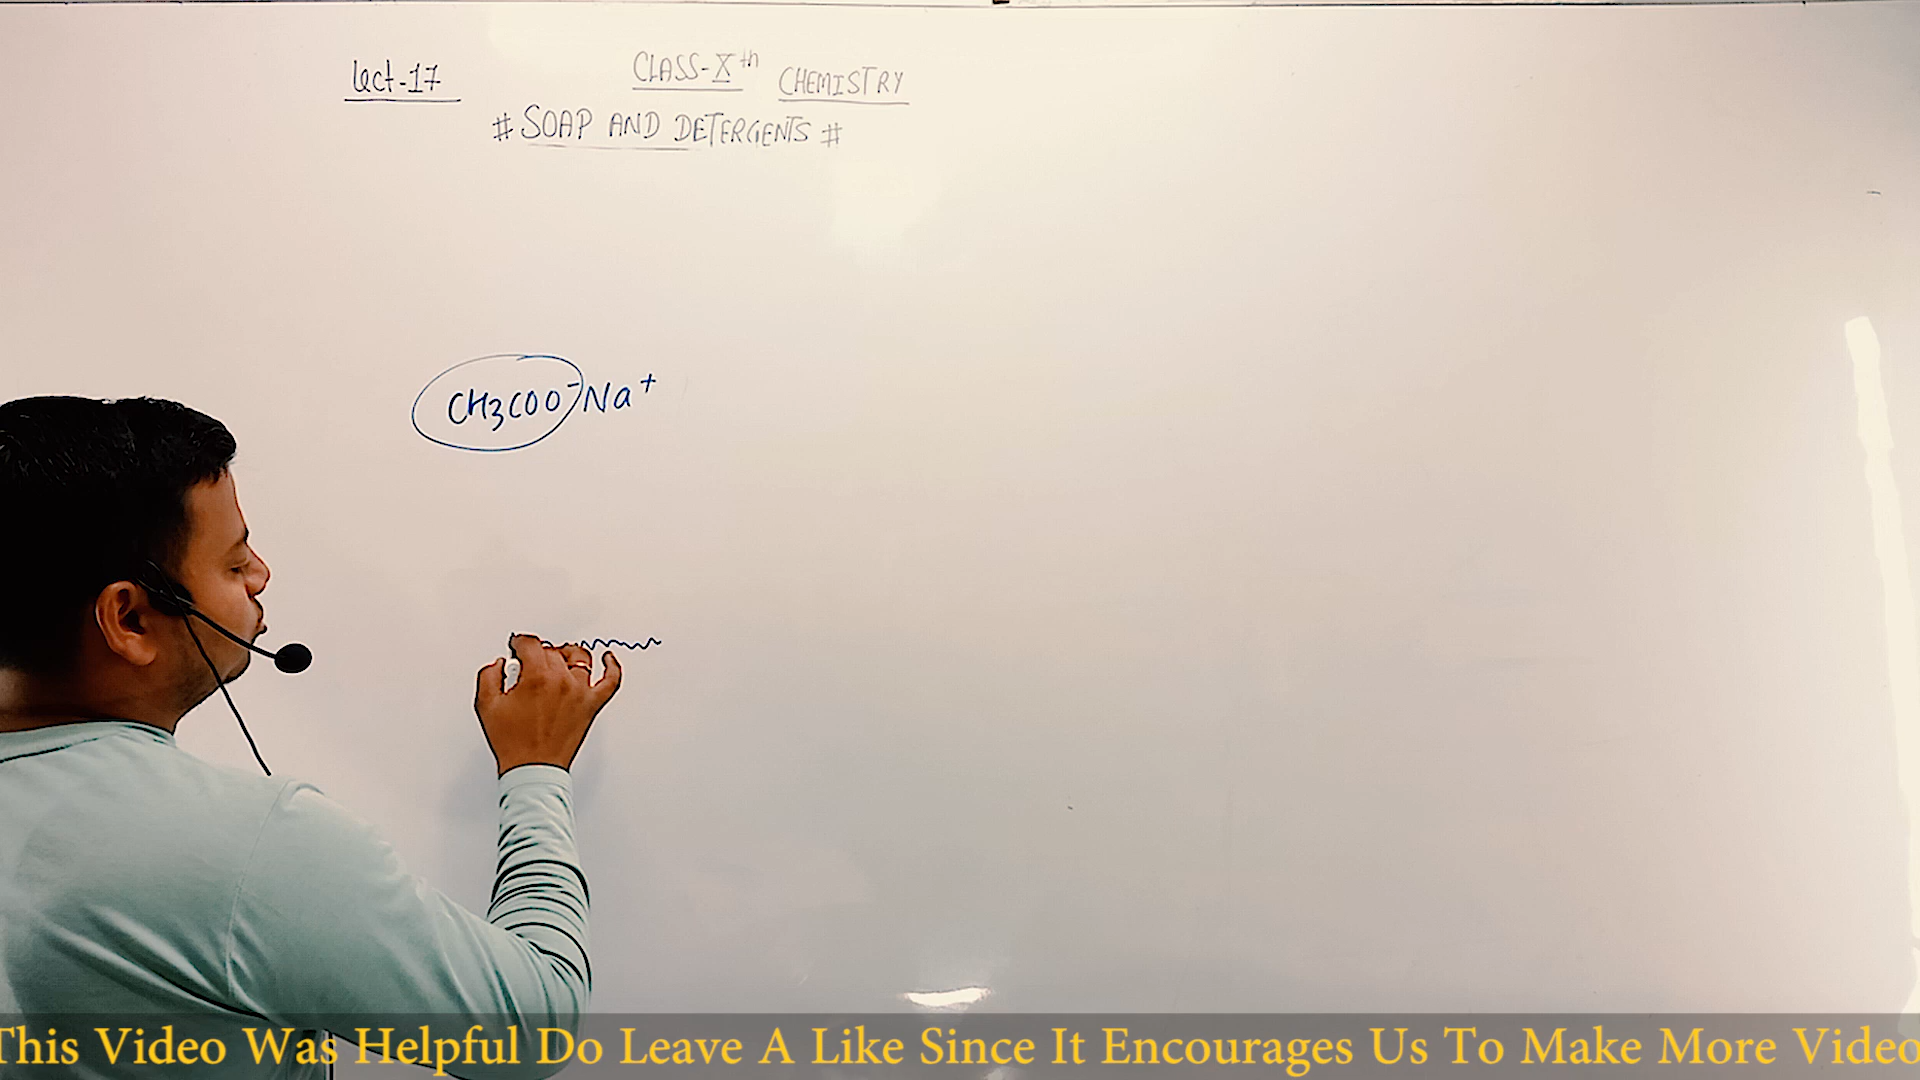 Lect-17
CLASS-Xth CHEMISTRY
# SOAP AND DETERGENTS #
CH3COO-Na+
This Video Was Helpful Do Leave A Like Since It Encourages Us To Make More Video